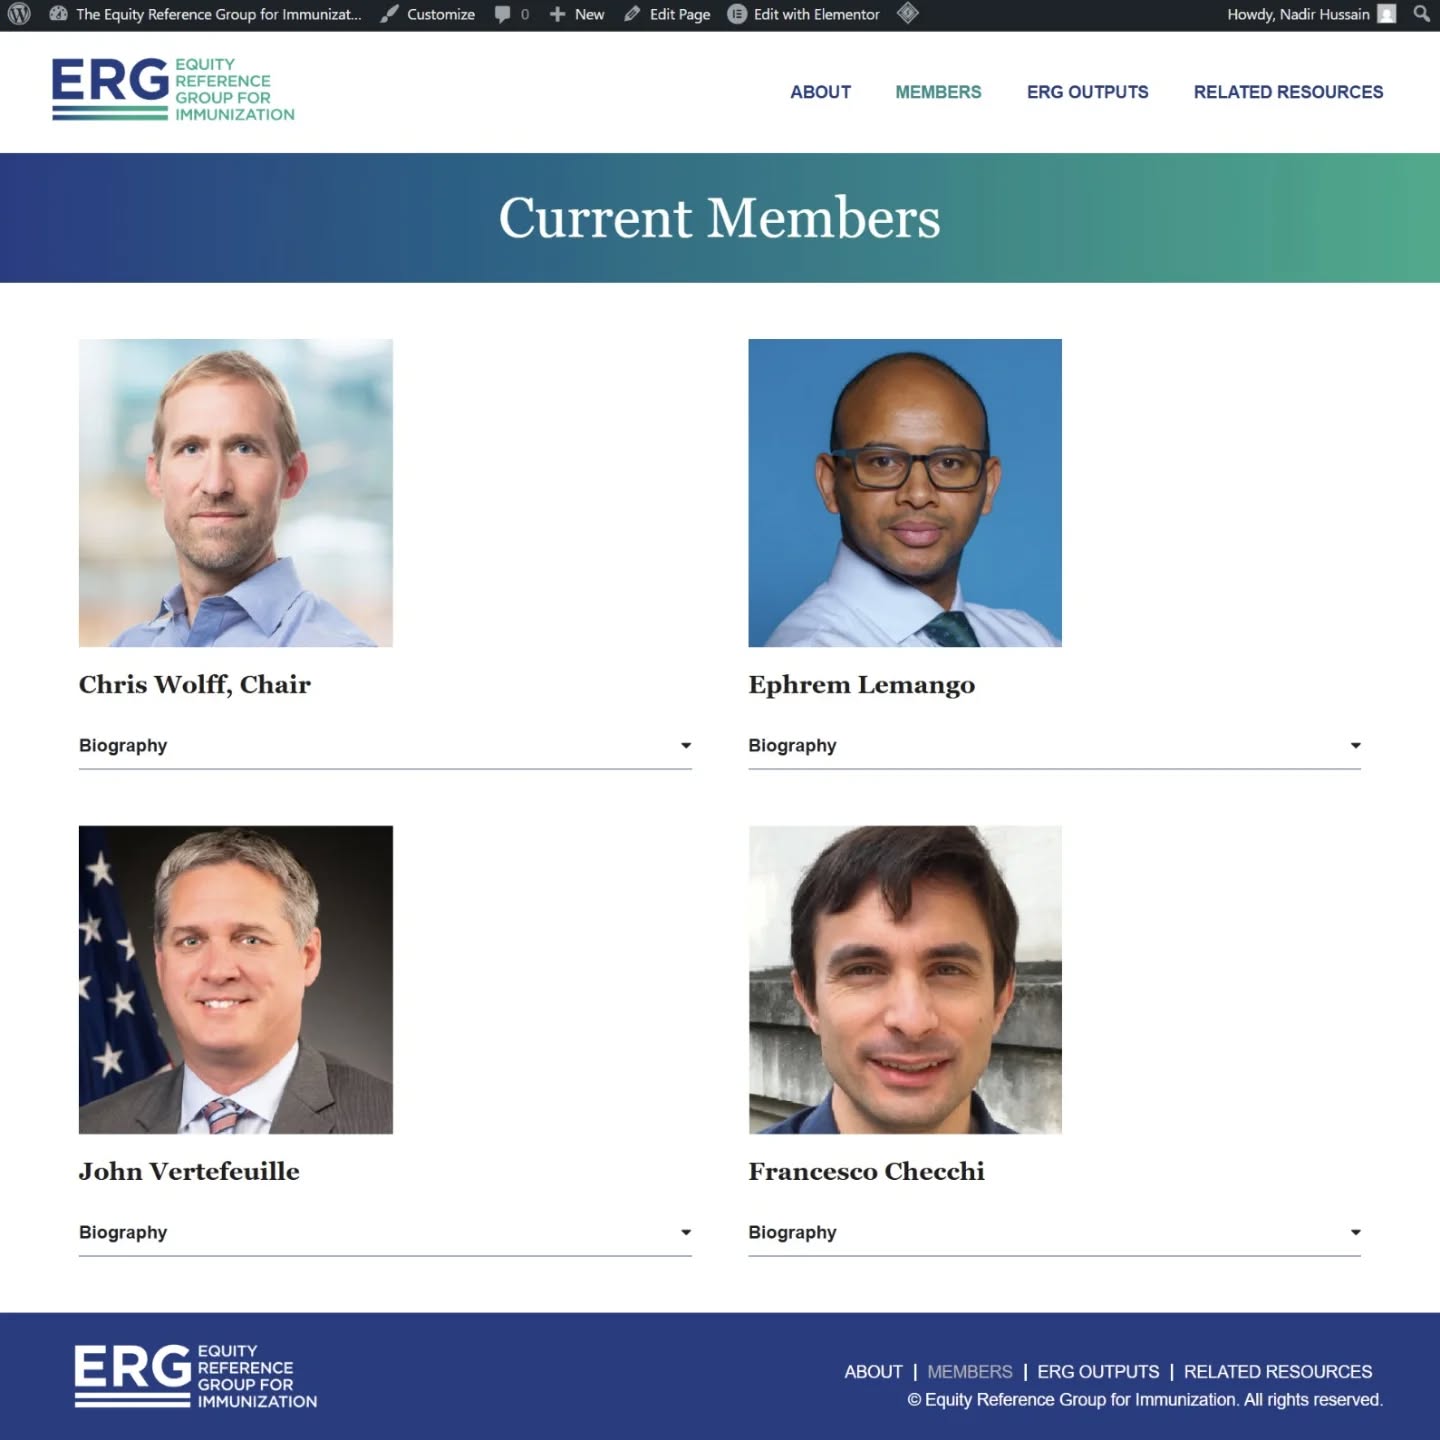 The Equity Reference Group for Immunizat... Customize 0 New Edit Page Edit with Elementor Howdy, Nadir Hussain
ERG EQUITY
REFERENCE
GROUP FOR
IMMUNIZATION
ABOUT MEMBERS ERG OUTPUTS RELATED RESOURCES
Current Members
Chris Wolff, Chair
Biography
Ephrem Lemango
Biography
John Vertefeuille
Biography
Francesco Checchi
Biography
ERG EQUITY
REFERENCE
GROUP FOR
IMMUNIZATION
ABOUT | MEMBERS | ERG OUTPUTS | RELATED RESOURCES
© Equity Reference Group for Immunization. All rights reserved.